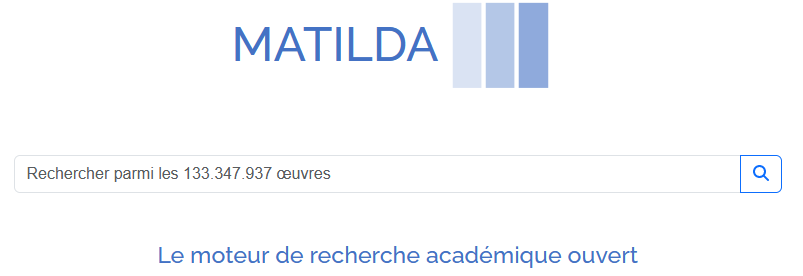 MATILDA
Rechercher parmi les 133.347.937 œuvres
Le moteur de recherche académique ouvert